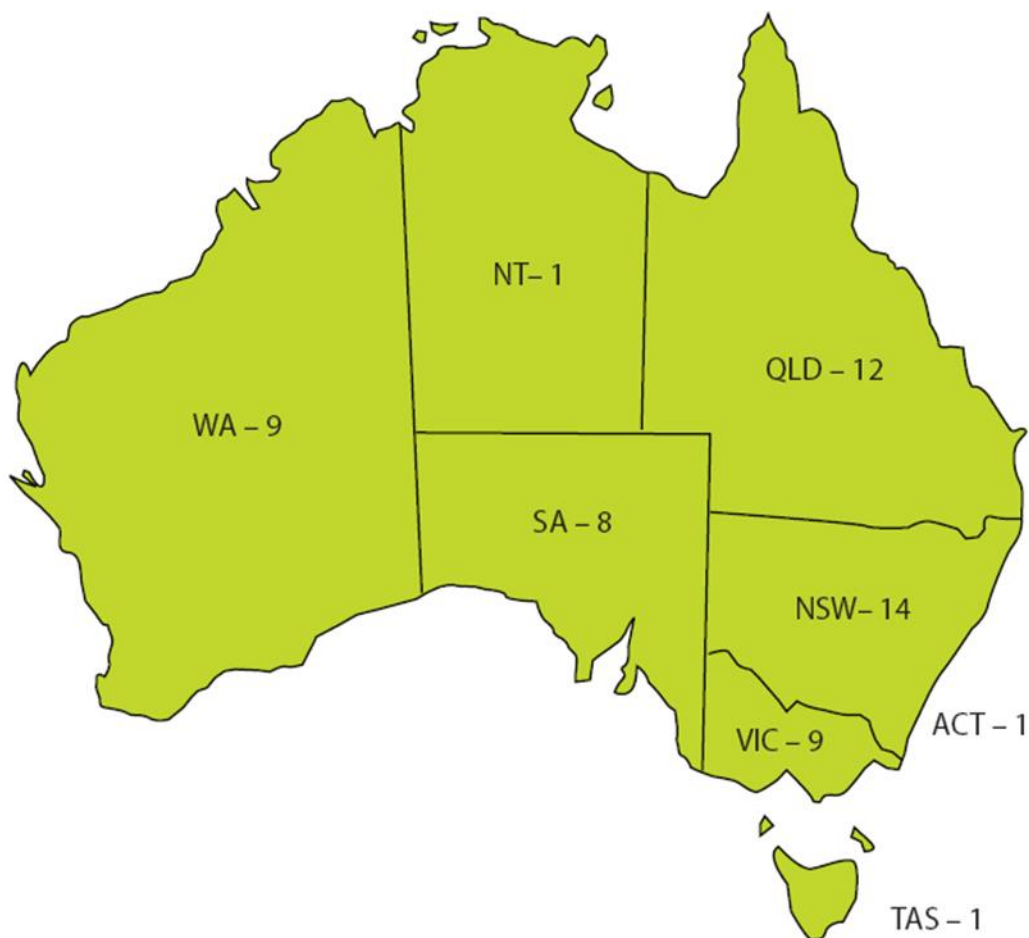 NT– 1
QLD – 12
WA – 9
SA – 8
NSW– 14
ACT – 1
VIC – 9
TAS – 1